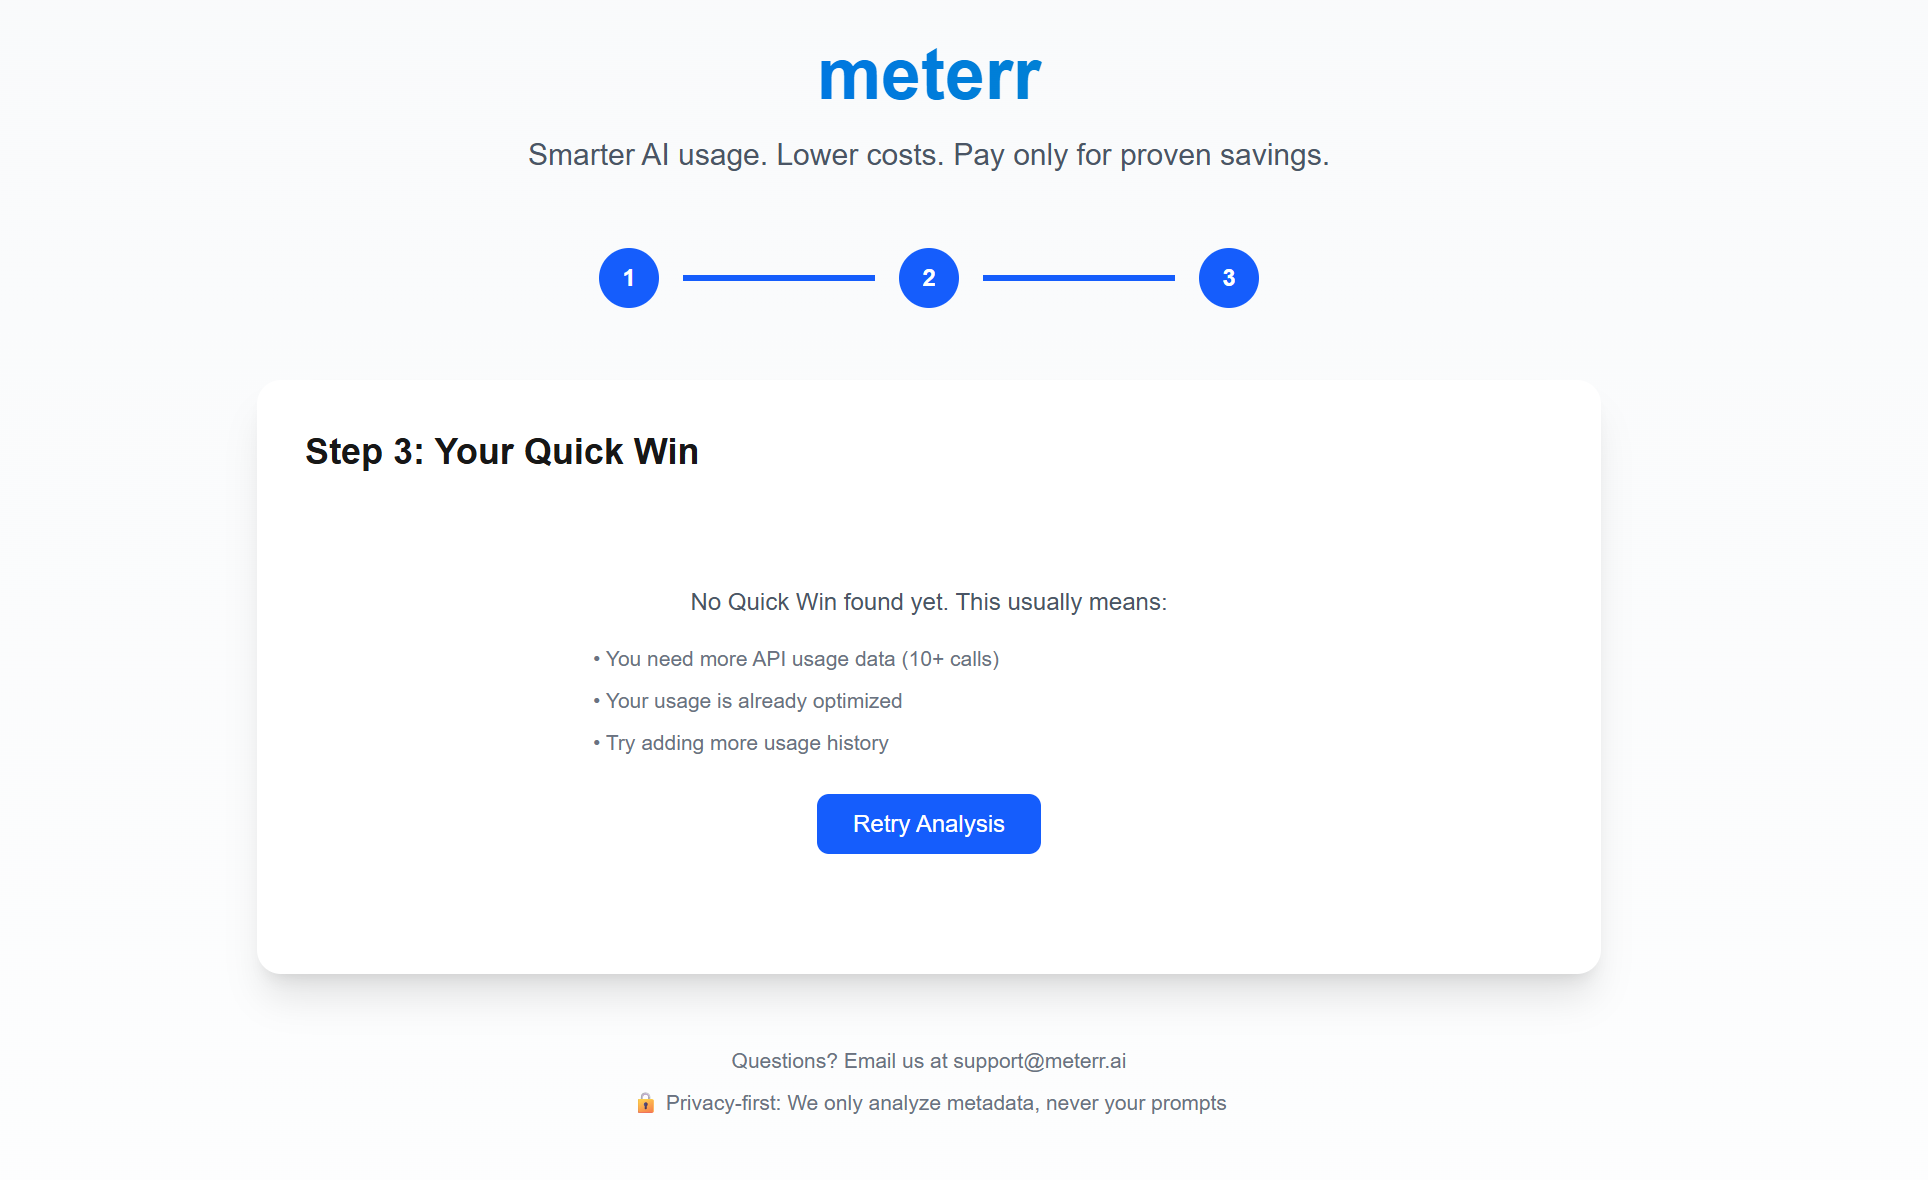 meterr
Smarter AI usage. Lower costs. Pay only for proven savings.
1 2 3
Step 3: Your Quick Win
No Quick Win found yet. This usually means:
• You need more API usage data (10+ calls)
• Your usage is already optimized
• Try adding more usage history
Retry Analysis
Questions? Email us at support@meterr.ai
🔒 Privacy-first: We only analyze metadata, never your prompts